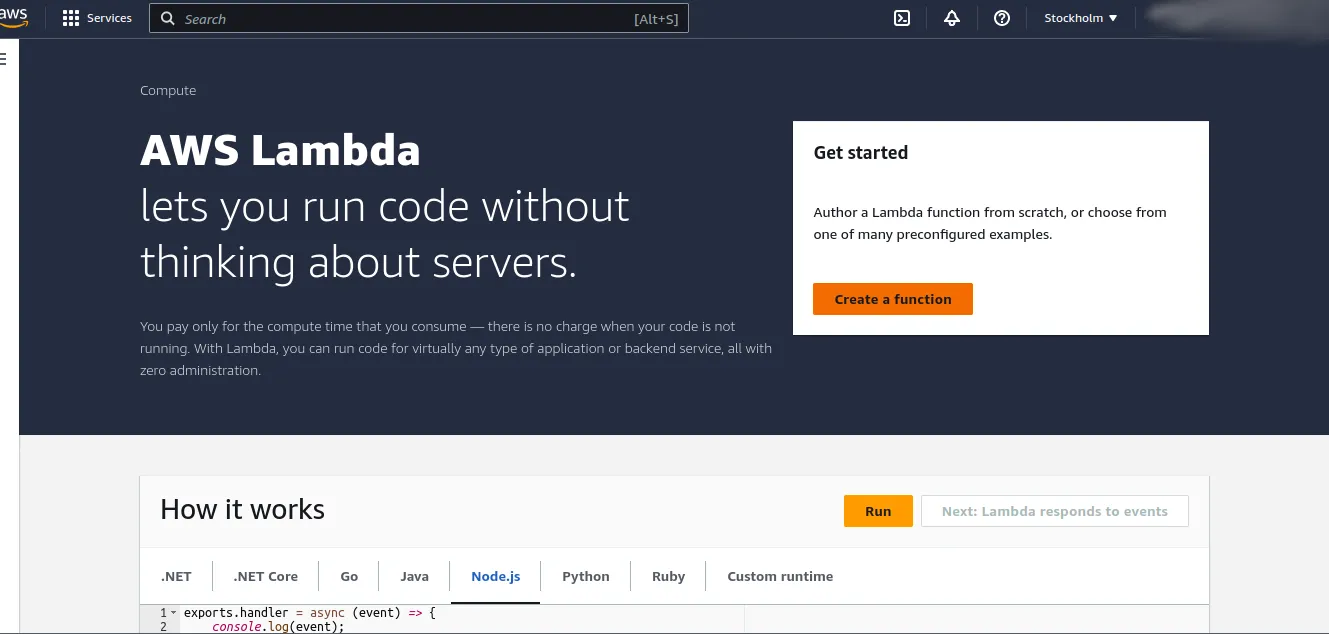 aws
Services
Search
[Alt+S]
Stockholm
Compute
AWS Lambda
lets you run code without
thinking about servers.
You pay only for the compute time that you consume — there is no charge when your code is not
running. With Lambda, you can run code for virtually any type of application or backend service, all with
zero administration.
Get started
Author a Lambda function from scratch, or choose from
one of many preconfigured examples.
Create a function
How it works
Run
Next: Lambda responds to events
.NET
.NET Core
Go
Java
Node.js
Python
Ruby
Custom runtime
1 exports.handler = async (event) => {
2 console.log(event);